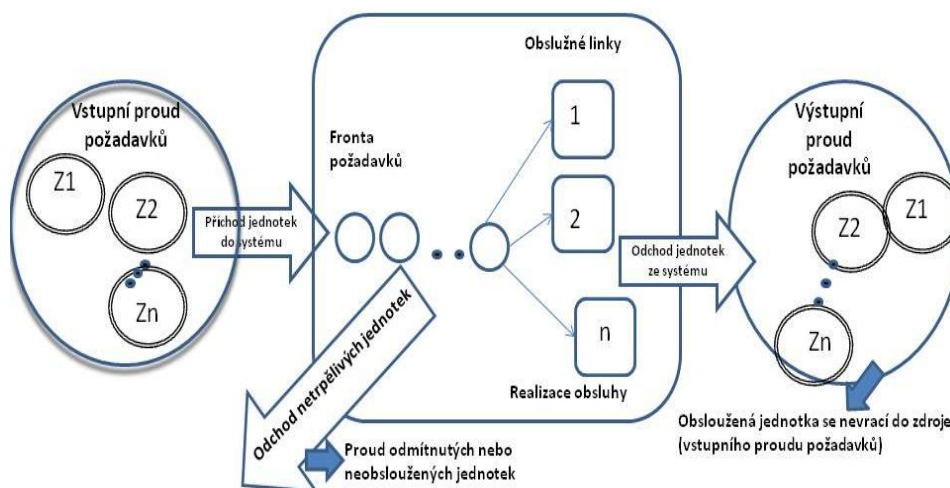 Vstupní proud
požadavků
Z1
Z2
Zn
Příchod jednotek
do systému
Fronta
požadavků
Obslužné linky
1
2
n
Realizace obsluhy
Odchod netrpělivých jednotek
Proud odmítnutých nebo
neobsloužených jednotek
Odchod jednotek
ze systému
Výstupní
proud
požadavků
Z1
Z2
Zn
Obsloužená jednotka se nevrací do zdroje
(vstupního proudu požadavků)